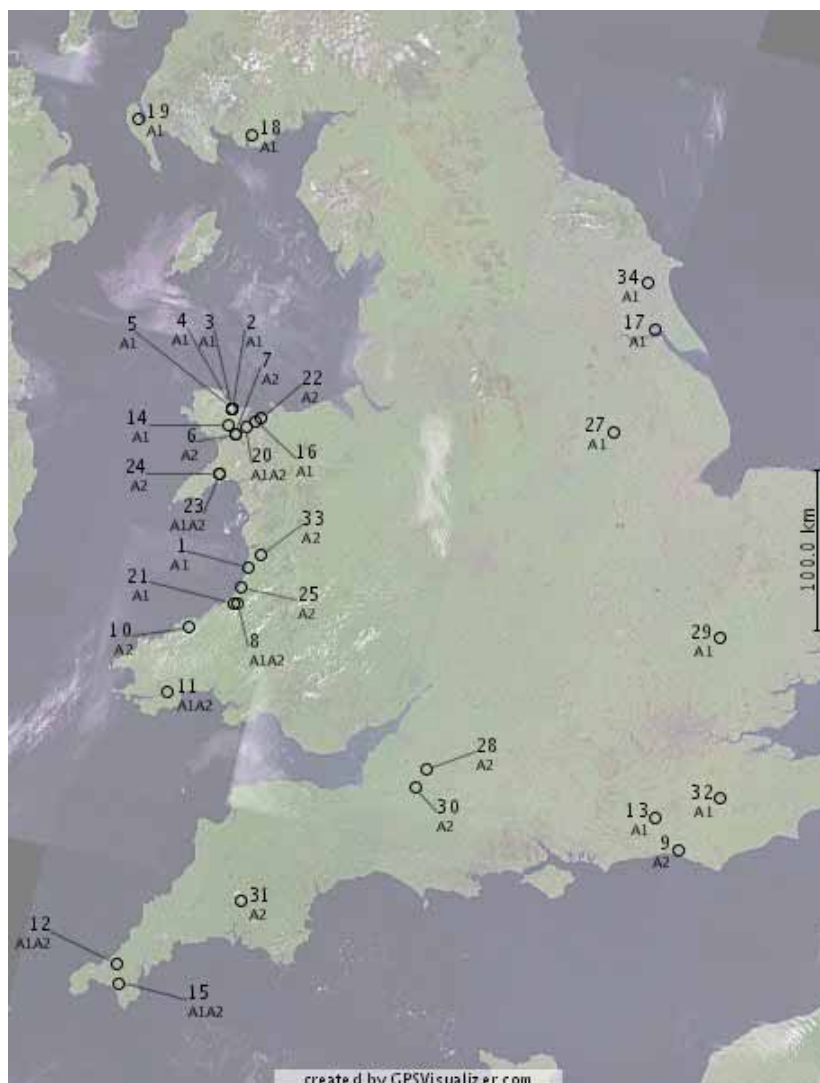 19
A1
18
A1
34
A1
17
A1
5
A1
4
A1
3
A1
2
A1
7
A2
22
A2
14
A1
6
A2
20
A1A2
16
A1
27
A1
24
A2
23
A1A2
33
A2
1
A1
21
A1
25
A2
10
A2
8
A1A2
29
A1
11
A1A2
100.0 km
28
A2
30
A2
32
A1
13
A1
9
A2
31
A2
12
A1A2
15
A1A2
created by GPSVisualizer.com